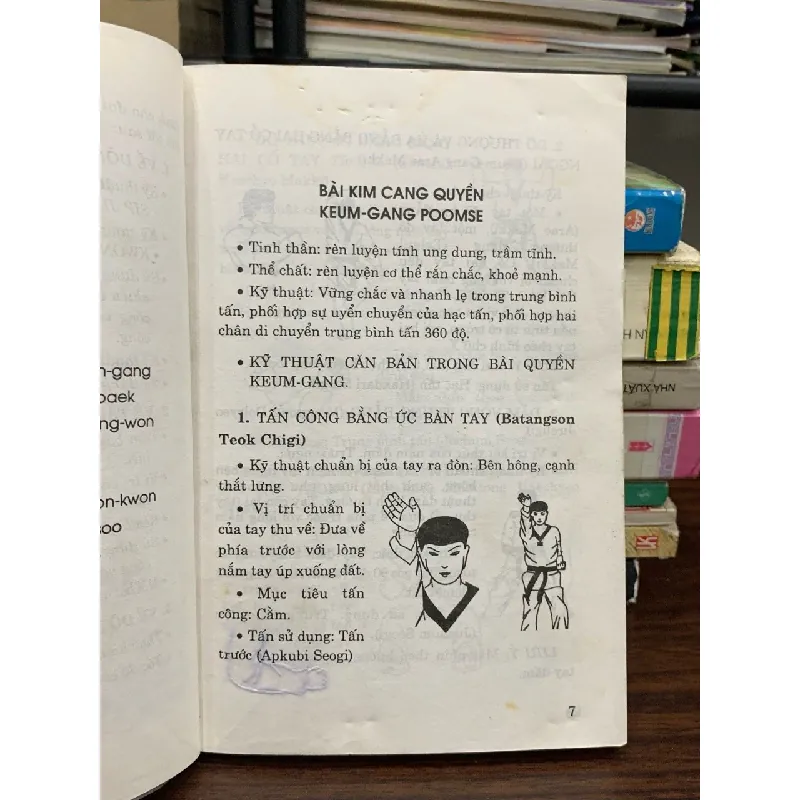 BÀI KIM CANG QUYỀN
KEUM-GANG POOMSE
• Tinh thần: rèn luyện tính ung dung, trầm tĩnh.
• Thể chất: rèn luyện cơ thể rắn chắc, khoẻ mạnh.
• Kỹ thuật: Vững chắc và nhanh lẹ trong trung bình
tấn, phối hợp sự uyển chuyển của hạc tấn, phối hợp hai
chân di chuyển trung bình tấn 360 độ.
• KỸ THUẬT CĂN BẢN TRONG BÀI QUYỀN
KEUM-GANG.
1. TẤN CÔNG BẰNG ỨC BÀN TAY (Batangson
Teok Chigi)
• Kỹ thuật chuẩn bị của tay ra đòn: Bên hông, cạnh
thắt lưng.
• Vị trí chuẩn bị
của tay thu về: Đưa về
phía trước với lòng
nắm tay úp xuống đất.
• Mục tiêu tấn
công: Cằm.
• Tấn sử dụng: Tấn
trước (Apkubi Seogi)
7
n-gang
baek
ng-won
on-kwon
soo
NHÀ XUẤT